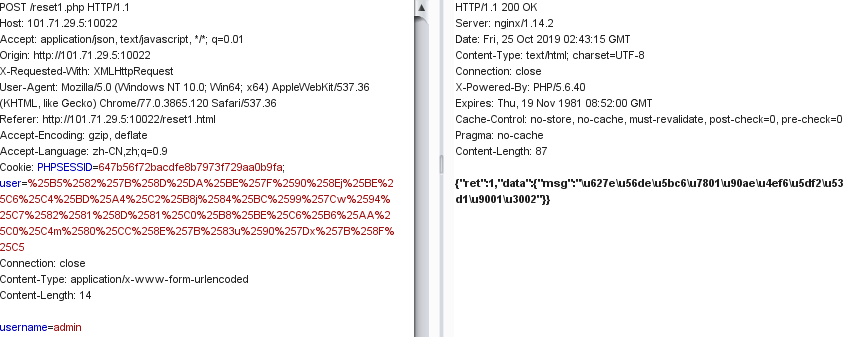 POST /reset1.php HTTP/1.1
Host: 101.71.29.5:10022
Accept: application/json, text/javascript, */*; q=0.01
Origin: http://101.71.29.5:10022
X-Requested-With: XMLHttpRequest
User-Agent: Mozilla/5.0 (Windows NT 10.0; Win64; x64) AppleWebKit/537.36
(KHTML, like Gecko) Chrome/77.0.3865.120 Safari/537.36
Referer: http://101.71.29.5:10022/reset1.html
Accept-Encoding: gzip, deflate
Accept-Language: zh-CN,zh;q=0.9
Cookie: PHPSESSID=647b56f72bacdfe8b7973f729aa0b9fa;
user=%25B5%2582%257B%258D%25DA%25BE%257F%2590%258Ej%25BE%2
5C6%25C4%25BD%25A4%25C2%25B8j%2584%25BC%2599%257Cw%2594%
25C7%2582%2581%258D%2581%25C0%25B8%25BE%25C6%25B6%25AA%2
5C0%25C4m%2580%25CC%258E%257B%2583u%2590%257Dx%257B%258F%
25C5
Connection: close
Content-Type: application/x-www-form-urlencoded
Content-Length: 14
username=admin
HTTP/1.1 200 OK
Server: nginx/1.14.2
Date: Fri, 25 Oct 2019 02:43:15 GMT
Content-Type: text/html; charset=UTF-8
Connection: close
X-Powered-By: PHP/5.6.40
Expires: Thu, 19 Nov 1981 08:52:00 GMT
Cache-Control: no-store, no-cache, must-revalidate, post-check=0, pre-check=0
Pragma: no-cache
Content-Length: 87
{"ret":1,"data":{"msg":"\u627e\u56de\u5bc6\u7801\u90ae\u4ef6\u5df2\u53
d1\u9001\u3002"}}